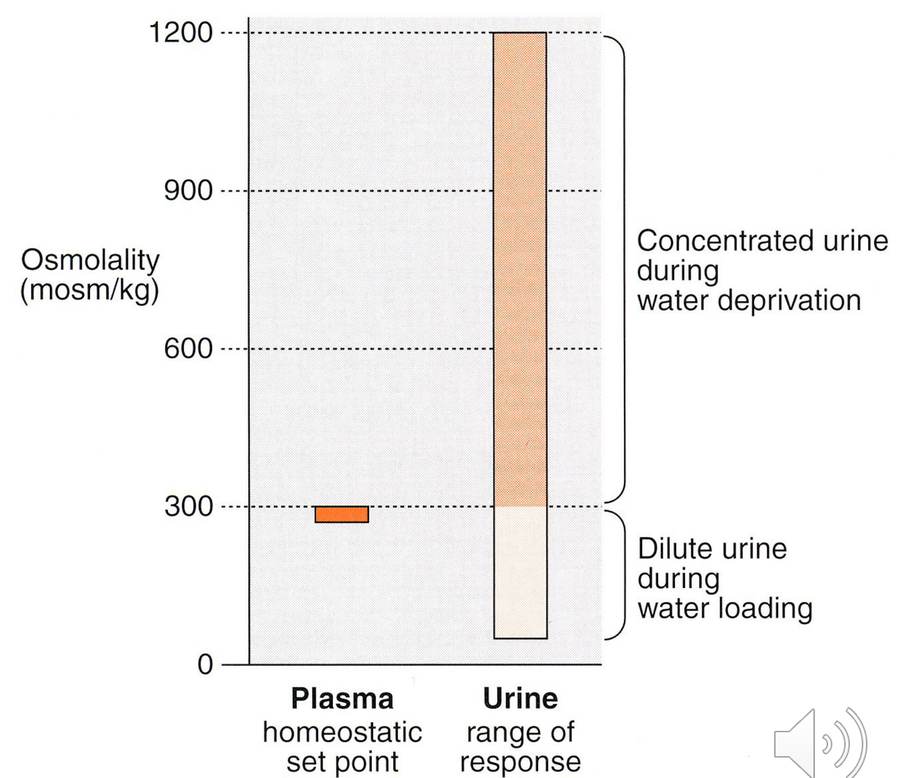 1200
900
600
300
0
Osmolality
(mosm/kg)
Concentrated urine
during
water deprivation
Dilute urine
during
water loading
Plasma
homeostatic
set point
Urine
range of
response